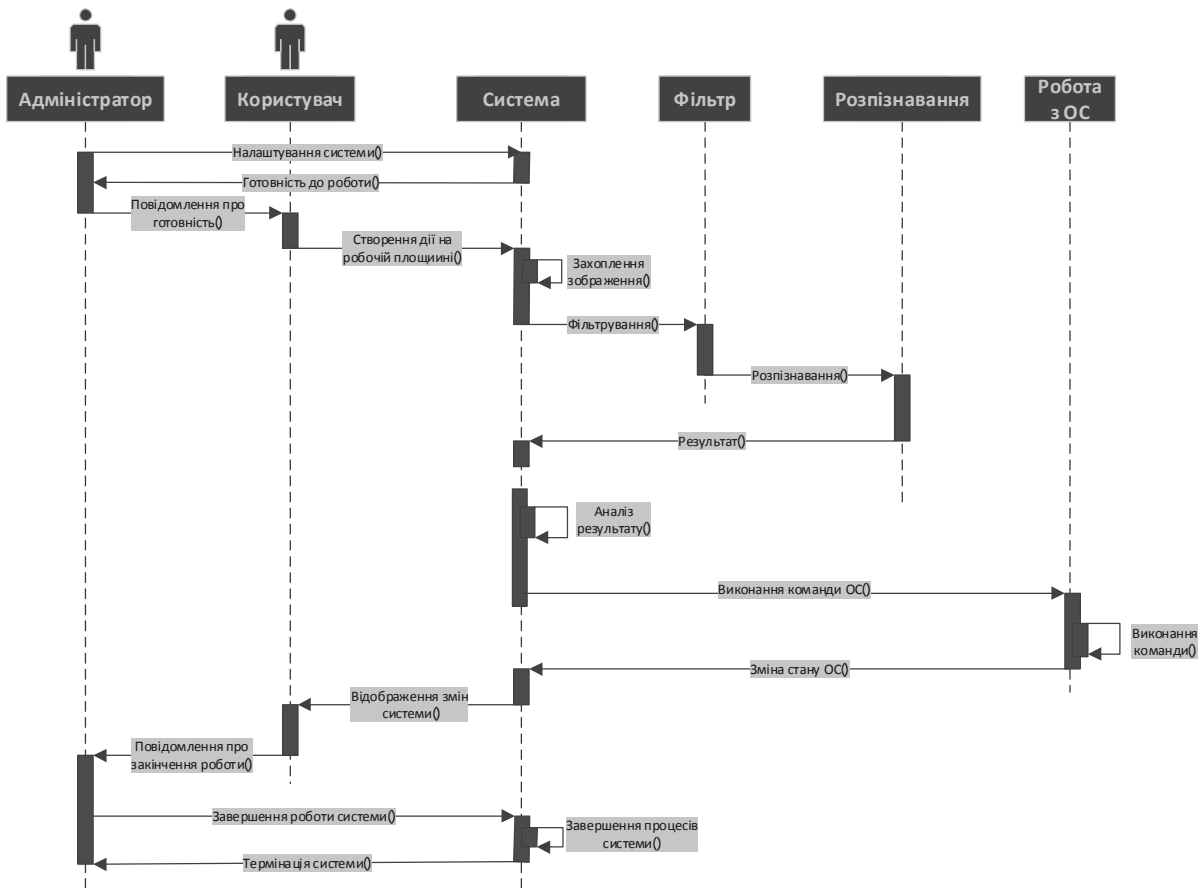 Адміністратор
Користувач
Система
Фільтр
Розпізнавання
Робота
з ОС
Налаштування системи()
Готовність до роботи()
Повідомлення про
готовність()
Створення дії на
робочій площиині()
Захоплення
зображення()
Фільтрування()
Розпізнавання()
Результат()
Аналіз
результату()
Виконання команди ОС()
Виконання
команди()
Зміна стану ОС()
Відображення змін
системи()
Повідомлення про
закінчення роботи()
Завершення роботи системи()
Завершення процесів
системи()
Термінація системи()